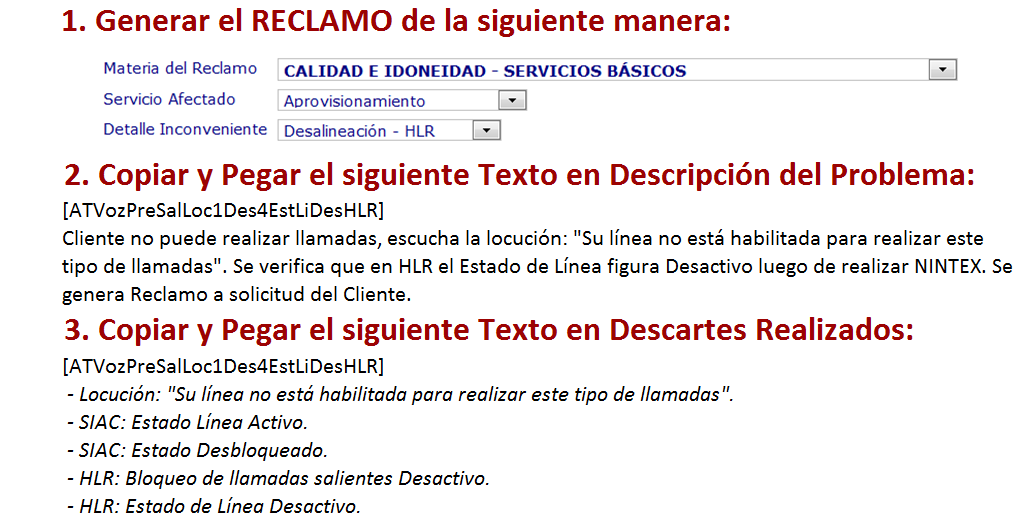 1. Generar el RECLAMO de la siguiente manera:
Materia del Reclamo CALIDAD E IDONEIDAD - SERVICIOS BÁSICOS
Servicio Afectado Aprovisionamiento
Detalle Inconveniente Desalineación - HLR
2. Copiar y Pegar el siguiente Texto en Descripción del Problema:
[ATVozPreSalLoc1Des4EstLiDesHLR]
Cliente no puede realizar llamadas, escucha la locución: "Su línea no está habilitada para realizar este
tipo de llamadas". Se verifica que en HLR el Estado de Línea figura Desactivo luego de realizar NINTEX. Se
genera Reclamo a solicitud del Cliente.
3. Copiar y Pegar el siguiente Texto en Descartes Realizados:
[ATVozPreSalLoc1Des4EstLiDesHLR]
- Locución: "Su línea no está habilitada para realizar este tipo de llamadas".
- SIAC: Estado Línea Activo.
- SIAC: Estado Desbloqueado.
- HLR: Bloqueo de llamadas salientes Desactivo.
- HLR: Estado de Línea Desactivo.